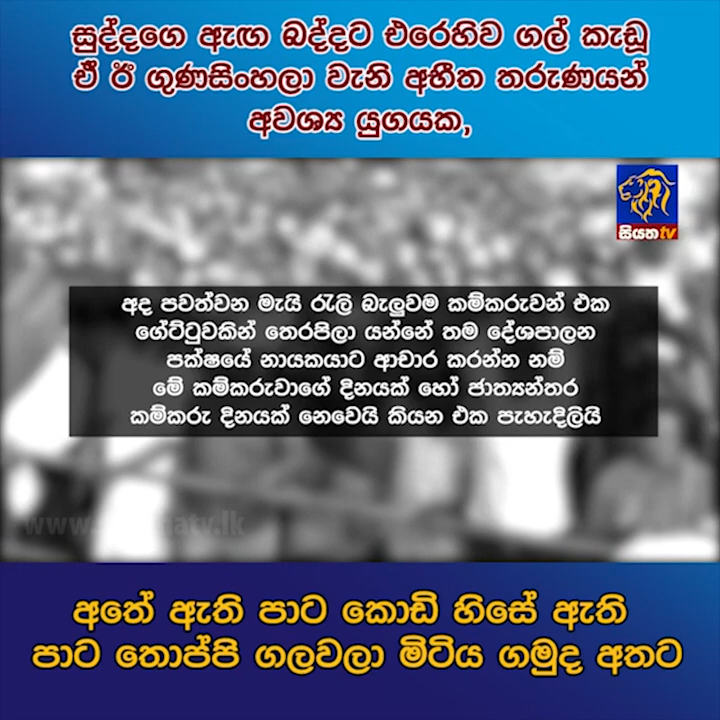 සුද්දගෙ ඇඟ බද්දට එරෙහිව ගල් කැඩූ
ඒ ඊ ගුණසිංහලා වැනි අභීත තරුණයන්
අවශ්‍ය යුගයක,
සියත tv
අද පවත්වන මැයි රැලි බැලුවම කම්කරුවන් එක
ගේට්ටුවකින් තෙරපිලා යන්නේ තම දේශපාලන
පක්ෂයේ නායකයාට ආචාර කරන්න නම්
මේ කම්කරුවාගේ දිනයක් හෝ ජාත්‍යන්තර
කම්කරු දිනයක් නෙවෙයි කියන එක පැහැදිලියි
අතේ ඇති පාට කොඩි හිසේ ඇති
පාට තොප්පි ගලවලා මිටිය ගමුද අතට